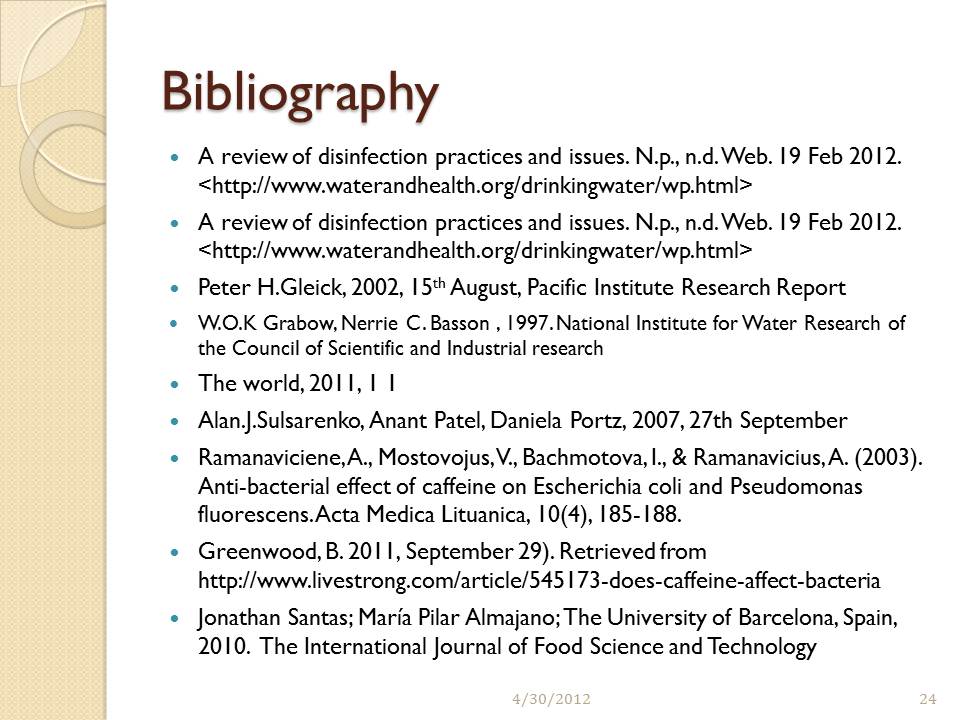 Bibliography
A review of disinfection practices and issues. N.p., n.d. Web. 19 Feb 2012.
<http://www.waterandhealth.org/drinkingwater/wp.html>
A review of disinfection practices and issues. N.p., n.d. Web. 19 Feb 2012.
<http://www.waterandhealth.org/drinkingwater/wp.html>
Peter H.Gleick, 2002, 15th August, Pacific Institute Research Report
W.O.K Grabow, Nerrie C. Basson , 1997. National Institute for Water Research of
the Council of Scientific and Industrial research
The world, 2011, 1 1
Alan.J.Sulsarenko, Anant Patel, Daniela Portz, 2007, 27th September
Ramanaviciene, A., Mostovojus, V., Bachmotova, I., & Ramanavicius, A. (2003).
Anti-bacterial effect of caffeine on Escherichia coli and Pseudomonas
fluorescens. Acta Medica Lituanica, 10(4), 185-188.
Greenwood, B. 2011, September 29). Retrieved from
http://www.livestrong.com/article/545173-does-caffeine-affect-bacteria
Jonathan Santas; María Pilar Almajano; The University of Barcelona, Spain,
2010. The International Journal of Food Science and Technology
4/30/2012 24